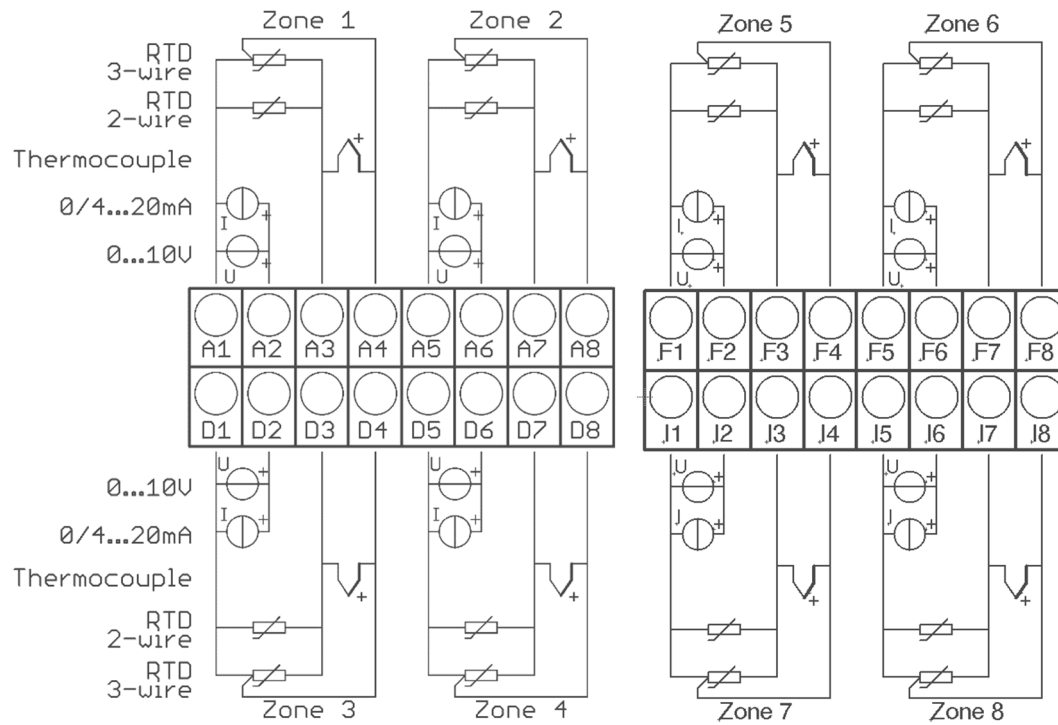 Zone 1 Zone 2 Zone 5 Zone 6
RTD
3-wire
RTD
2-wire
Thermocouple + + + +
0/4...20mA
I + I + I + I +
0...10V
U + U + U + U +
A1 A2 A3 A4 A5 A6 A7 A8 F1 F2 F3 F4 F5 F6 F7 F8
D1 D2 D3 D4 D5 D6 D7 D8 I1 I2 I3 I4 I5 I6 I7 I8
U + U + U + U +
0...10V
I + I + J + J +
0/4...20mA
Thermocouple + + + +
RTD
2-wire
RTD
3-wire
Zone 3 Zone 4 Zone 7 Zone 8